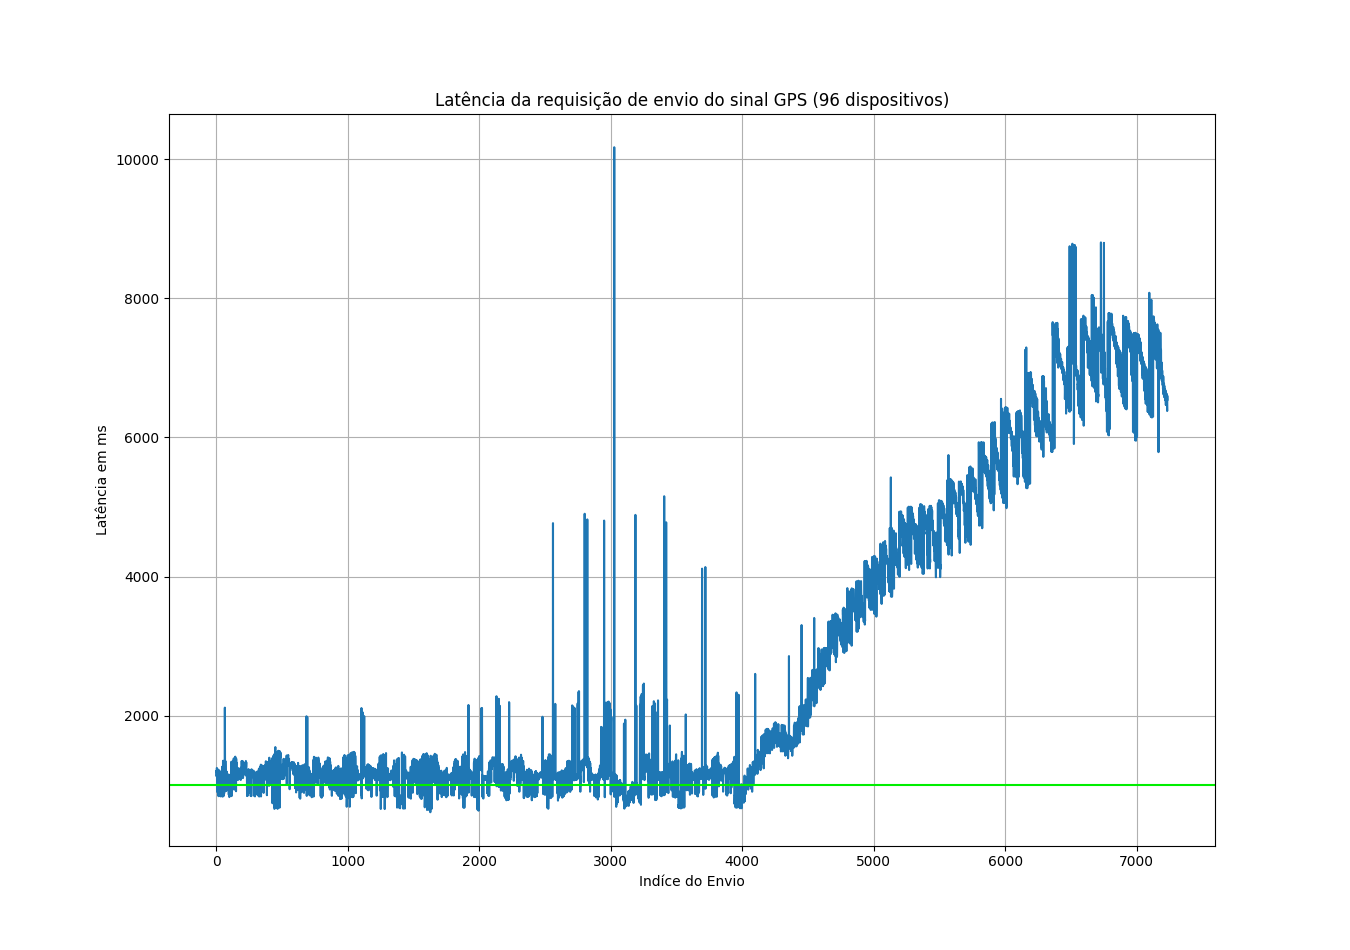 Latência da requisição de envio do sinal GPS (96 dispositivos)
10000
8000
6000
4000
2000
Latência em ms
0 1000 2000 3000 4000 5000 6000 7000
Indíce do Envio